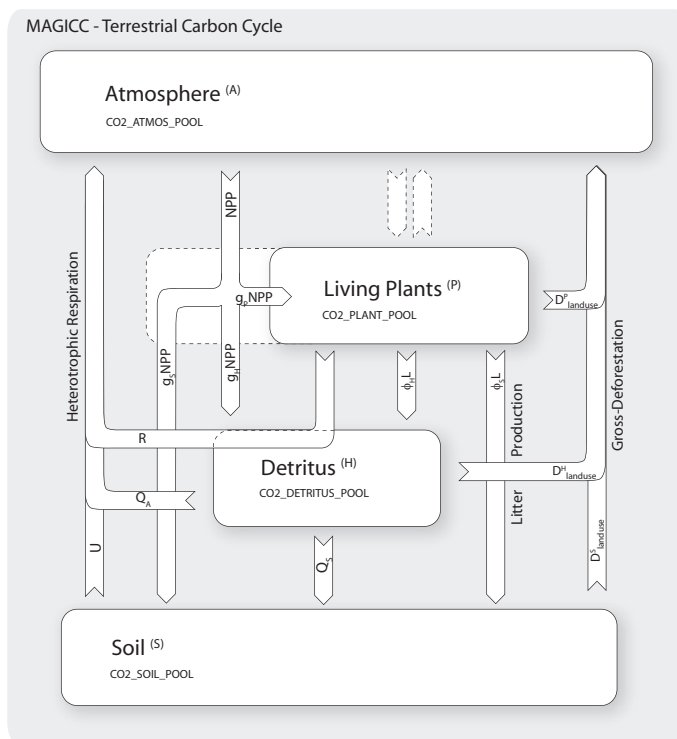 MAGICC - Terrestrial Carbon Cycle
Atmosphere (A)
CO2_ATMOS_POOL
NPP
Living Plants (P)
CO2_PLANT_POOL
gPNPP
DPlanduse
Heterotrophic Respiration
gSNPP
gHNPP
ϕHL
ϕSL
Litter Production
Gross-Deforestation
R
Detritus (H)
CO2_DETRITUS_POOL
DHlanduse
QA
U
QS
DSlanduse
Soil (S)
CO2_SOIL_POOL